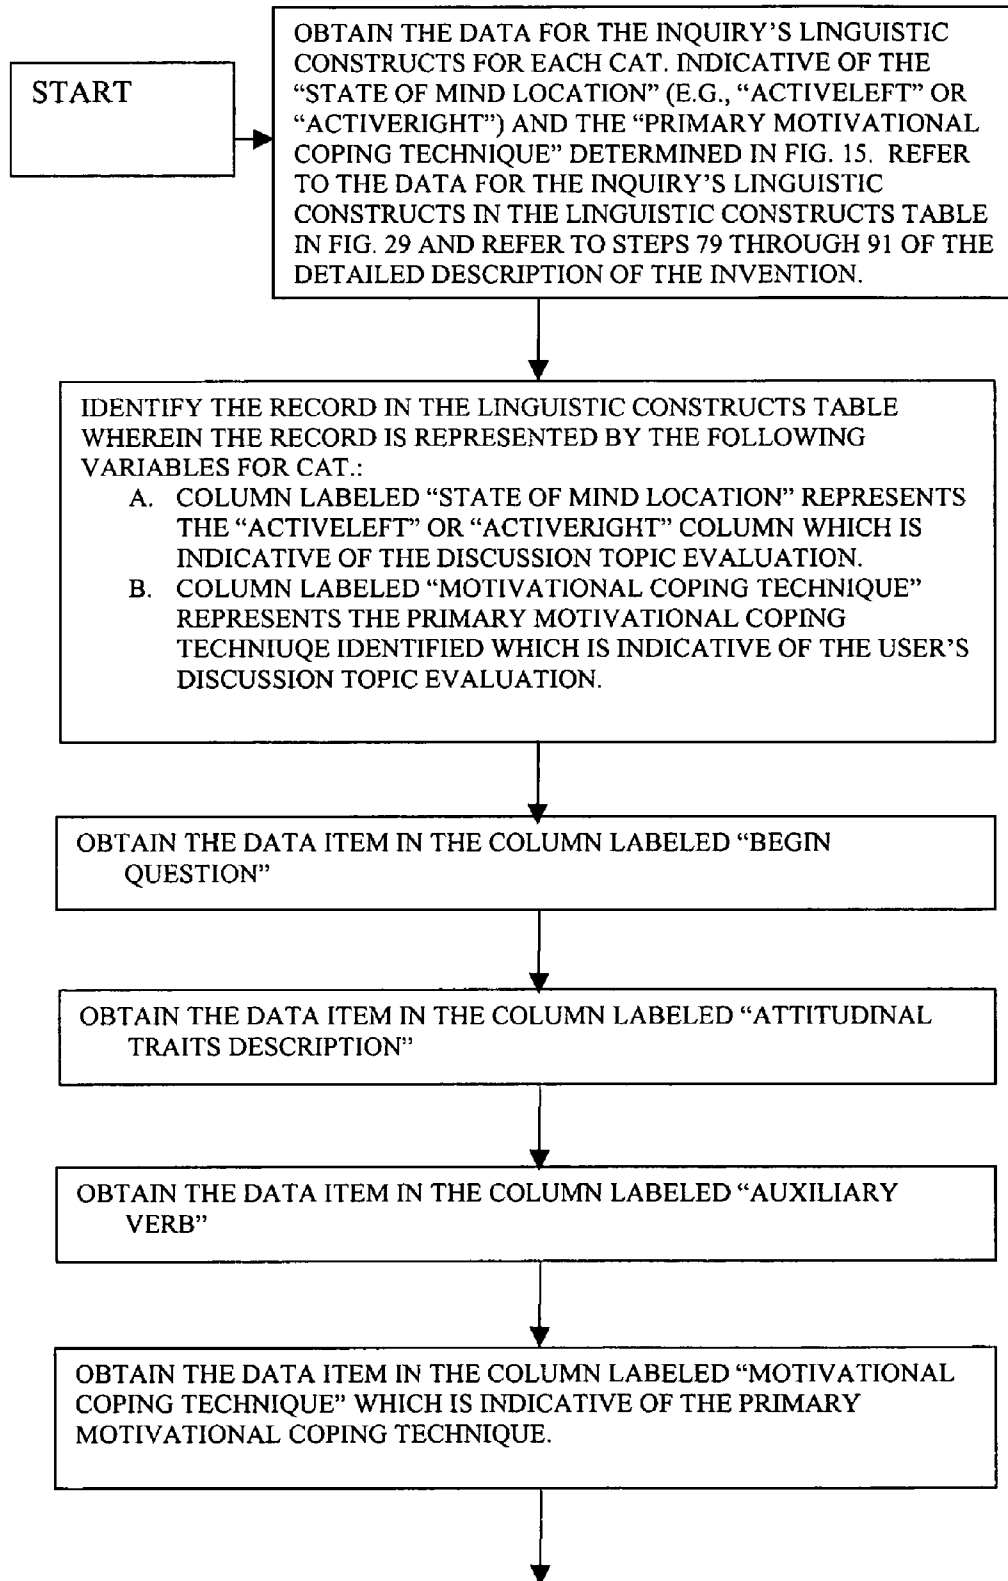 START
OBTAIN THE DATA FOR THE INQUIRY’S LINGUISTIC
CONSTRUCTS FOR EACH CAT. INDICATIVE OF THE
“STATE OF MIND LOCATION” (E.G., “ACTIVELEFT” OR
“ACTIVERIGHT”) AND THE “PRIMARY MOTIVATIONAL
COPING TECHNIQUE” DETERMINED IN FIG. 15. REFER
TO THE DATA FOR THE INQUIRY’S LINGUISTIC
CONSTRUCTS IN THE LINGUISTIC CONSTRUCTS TABLE
IN FIG. 29 AND REFER TO STEPS 79 THROUGH 91 OF THE
DETAILED DESCRIPTION OF THE INVENTION.
IDENTIFY THE RECORD IN THE LINGUISTIC CONSTRUCTS TABLE
WHEREIN THE RECORD IS REPRESENTED BY THE FOLLOWING
VARIABLES FOR CAT.:
A. COLUMN LABELED “STATE OF MIND LOCATION” REPRESENTS
THE “ACTIVELEFT” OR “ACTIVERIGHT” COLUMN WHICH IS
INDICATIVE OF THE DISCUSSION TOPIC EVALUATION.
B. COLUMN LABELED “MOTIVATIONAL COPING TECHNIQUE”
REPRESENTS THE PRIMARY MOTIVATIONAL COPING
TECHNIUQE IDENTIFIED WHICH IS INDICATIVE OF THE USER’S
DISCUSSION TOPIC EVALUATION.
OBTAIN THE DATA ITEM IN THE COLUMN LABELED “BEGIN
QUESTION”
OBTAIN THE DATA ITEM IN THE COLUMN LABELED “ATTITUDINAL
TRAITS DESCRIPTION”
OBTAIN THE DATA ITEM IN THE COLUMN LABELED “AUXILIARY
VERB”
OBTAIN THE DATA ITEM IN THE COLUMN LABELED “MOTIVATIONAL
COPING TECHNIQUE” WHICH IS INDICATIVE OF THE PRIMARY
MOTIVATIONAL COPING TECHNIQUE.